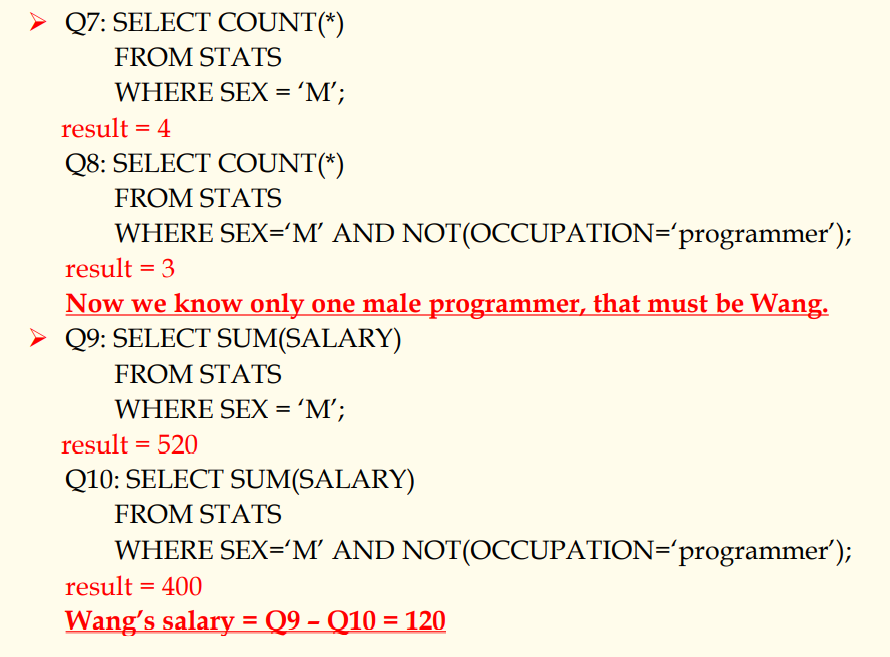 ➢ Q7: SELECT COUNT(*)
FROM STATS
WHERE SEX = ‘M’;
result = 4
Q8: SELECT COUNT(*)
FROM STATS
WHERE SEX=‘M’ AND NOT(OCCUPATION=‘programmer’);
result = 3
Now we know only one male programmer, that must be Wang.
➢ Q9: SELECT SUM(SALARY)
FROM STATS
WHERE SEX = ‘M’;
result = 520
Q10: SELECT SUM(SALARY)
FROM STATS
WHERE SEX=‘M’ AND NOT(OCCUPATION=‘programmer’);
result = 400
Wang’s salary = Q9 – Q10 = 120